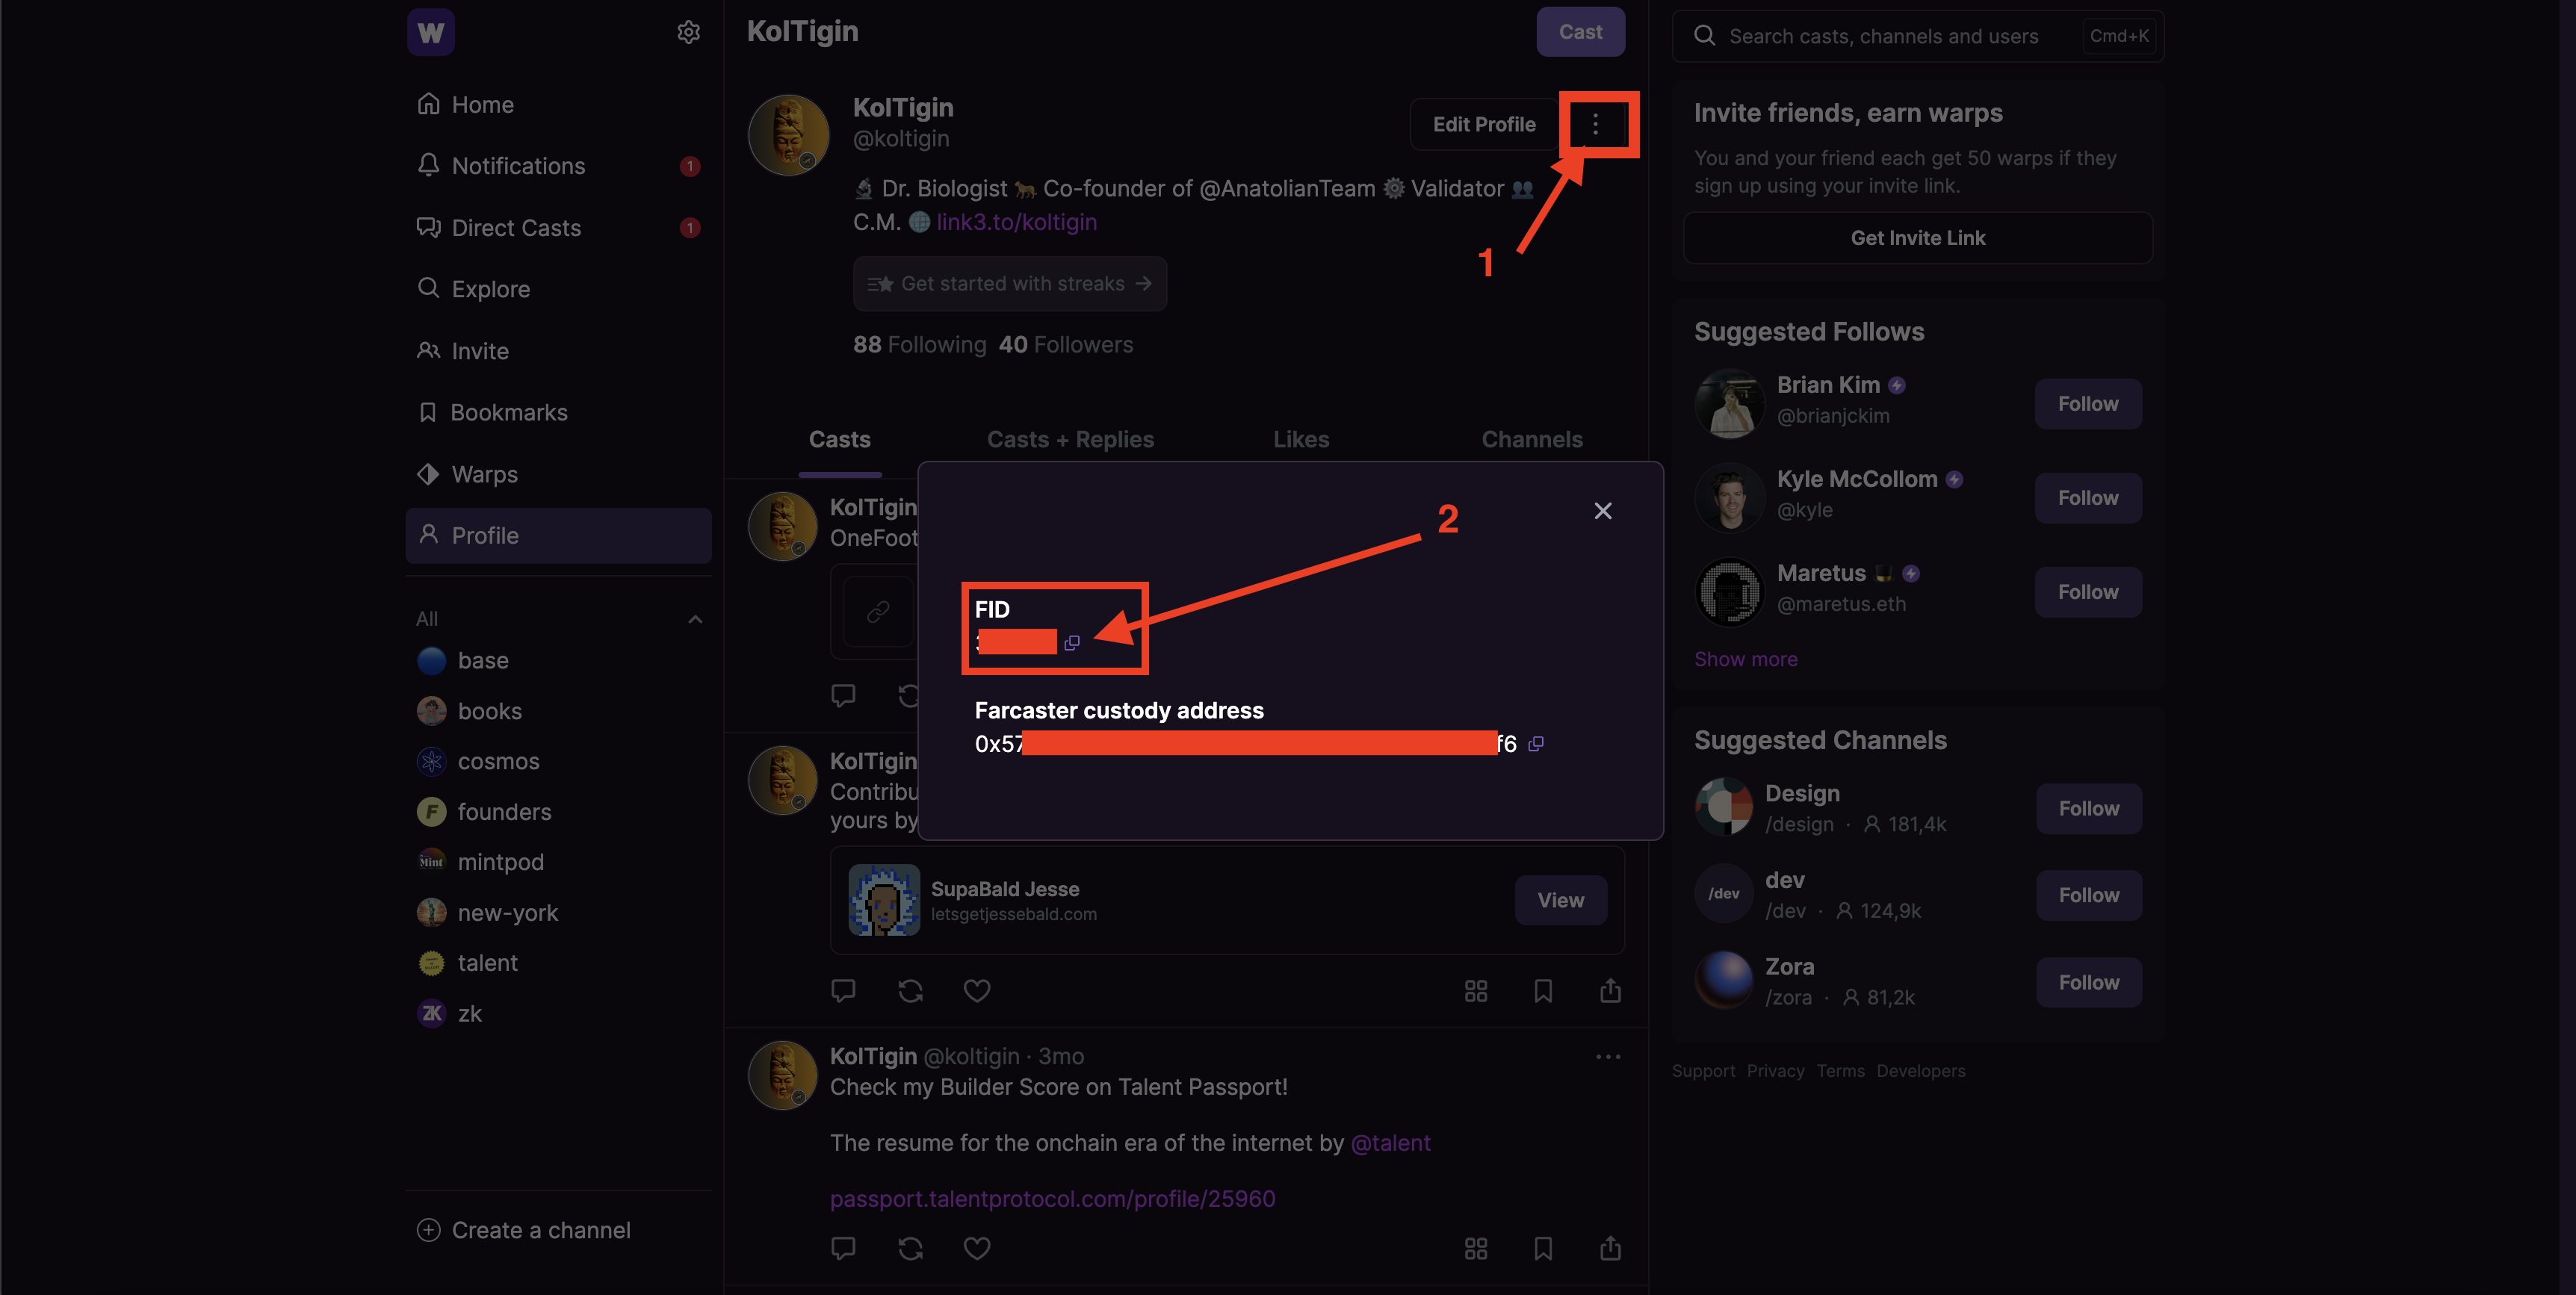 W
Home
Notifications 1
Direct Casts 1
Explore
Invite
Bookmarks
Warps
Profile
All
base
books
cosmos
F founders
Mint mintpod
new-york
talent
ZK zk
Create a channel
KolTigin
Cast
KolTigin
@koltigin
Edit Profile
1
Dr. Biologist Co-founder of @AnatolianTeam Validator
C.M. link3.to/koltigin
Get started with streaks →
88 Following 40 Followers
Casts Casts + Replies Likes Channels
KolTigin
OneFoot
2
FID
Farcaster custody address
0x57 f6
KolTigin
Contribu
yours by
SupaBald Jesse
letsgetjessebald.com
View
KolTigin @koltigin · 3mo
Check my Builder Score on Talent Passport!
The resume for the onchain era of the internet by @talent
passport.talentprotocol.com/profile/25960
Search casts, channels and users Cmd+K
Invite friends, earn warps
You and your friend each get 50 warps if they
sign up using your invite link.
Get Invite Link
Suggested Follows
Brian Kim
@brianjckim
Follow
Kyle McCollom
@kyle
Follow
Maretus
@maretus.eth
Follow
Show more
Suggested Channels
Design
/design · 181,4k
Follow
/dev
dev
/dev · 124,9k
Follow
Zora
/zora · 81,2k
Follow
Support Privacy Terms Developers